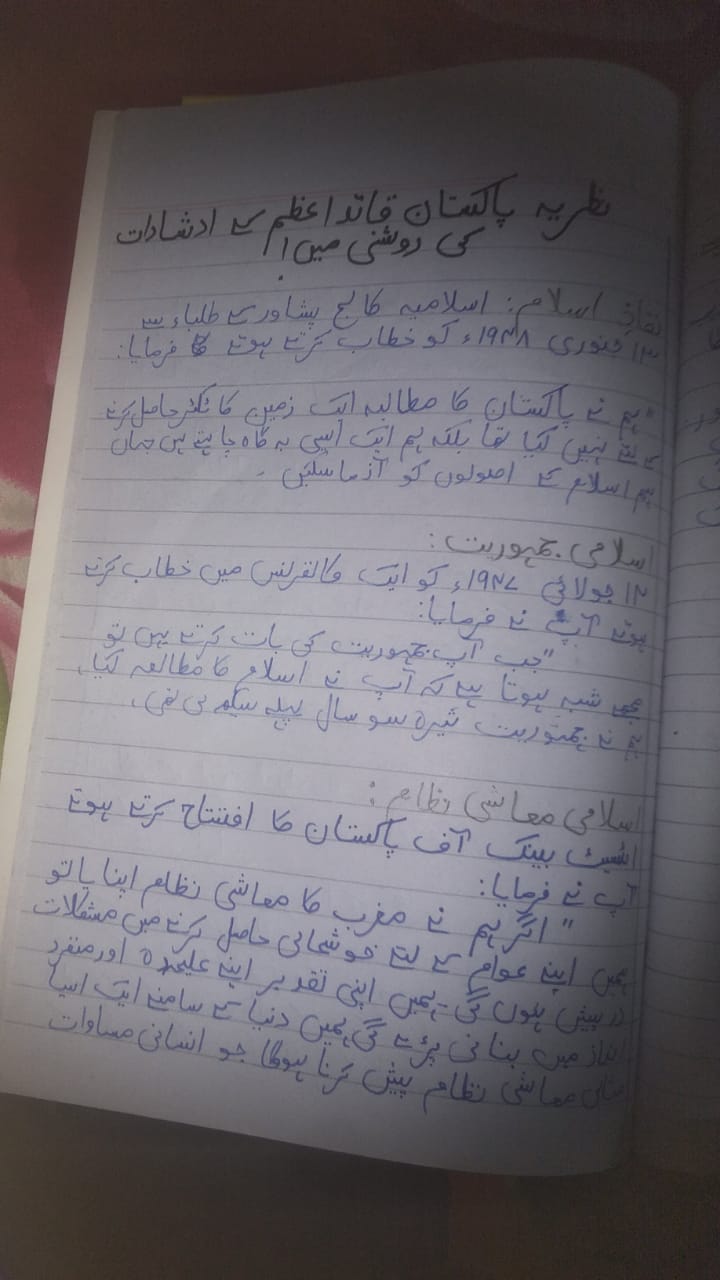 نظریہ پاکستان قائداعظم کے ارشادات
کی روشنی میں!
نفاذِ اسلام: اسلامیہ کالج پشاور کے طلباء سے
۱۳ جنوری ۱۹۴۸ء کو خطاب کرتے ہوئے فرمایا:
"ہم نے پاکستان کا مطالبہ ایک زمین کا ٹکڑا حاصل کرنے
کے لئے نہیں کیا تھا بلکہ ہم ایک ایسی گاہ چاہتے ہیں جہاں
ہم اسلام کے اصولوں کو آزما سکیں۔
اسلامی جمہوریت:
۱۴ جولائی ۱۹۴۷ء کو ایک کانفرنس میں خطاب کرتے
ہوئے آپ نے فرمایا:
"جب آپ جمہوریت کی بات کرتے ہیں تو
مجھے شبہ ہوتا ہے کہ آپ نے اسلام کا مطالعہ کیا۔
ہم نے جمہوریت تیرہ سو سال پہلے سیکھ لی تھی۔
اسلامی معاشی نظام:
اسٹیٹ بینک آف پاکستان کا افتتاح کرتے ہوئے
آپ نے فرمایا:
"اگر ہم نے مغرب کا معاشی نظام اپنایا تو
ہمیں اپنے عوام کے لئے خوشحالی حاصل کرنے میں مشکلات
درپیش ہوں گی۔ ہمیں اپنی تقدیر اپنے علیحدہ اور منفرد
انداز میں بنانی پڑے گی ہمیں دنیا کے سامنے ایک ایسا
مثالی معاشی نظام پیش کرنا ہوگا جو انسانی مساوات